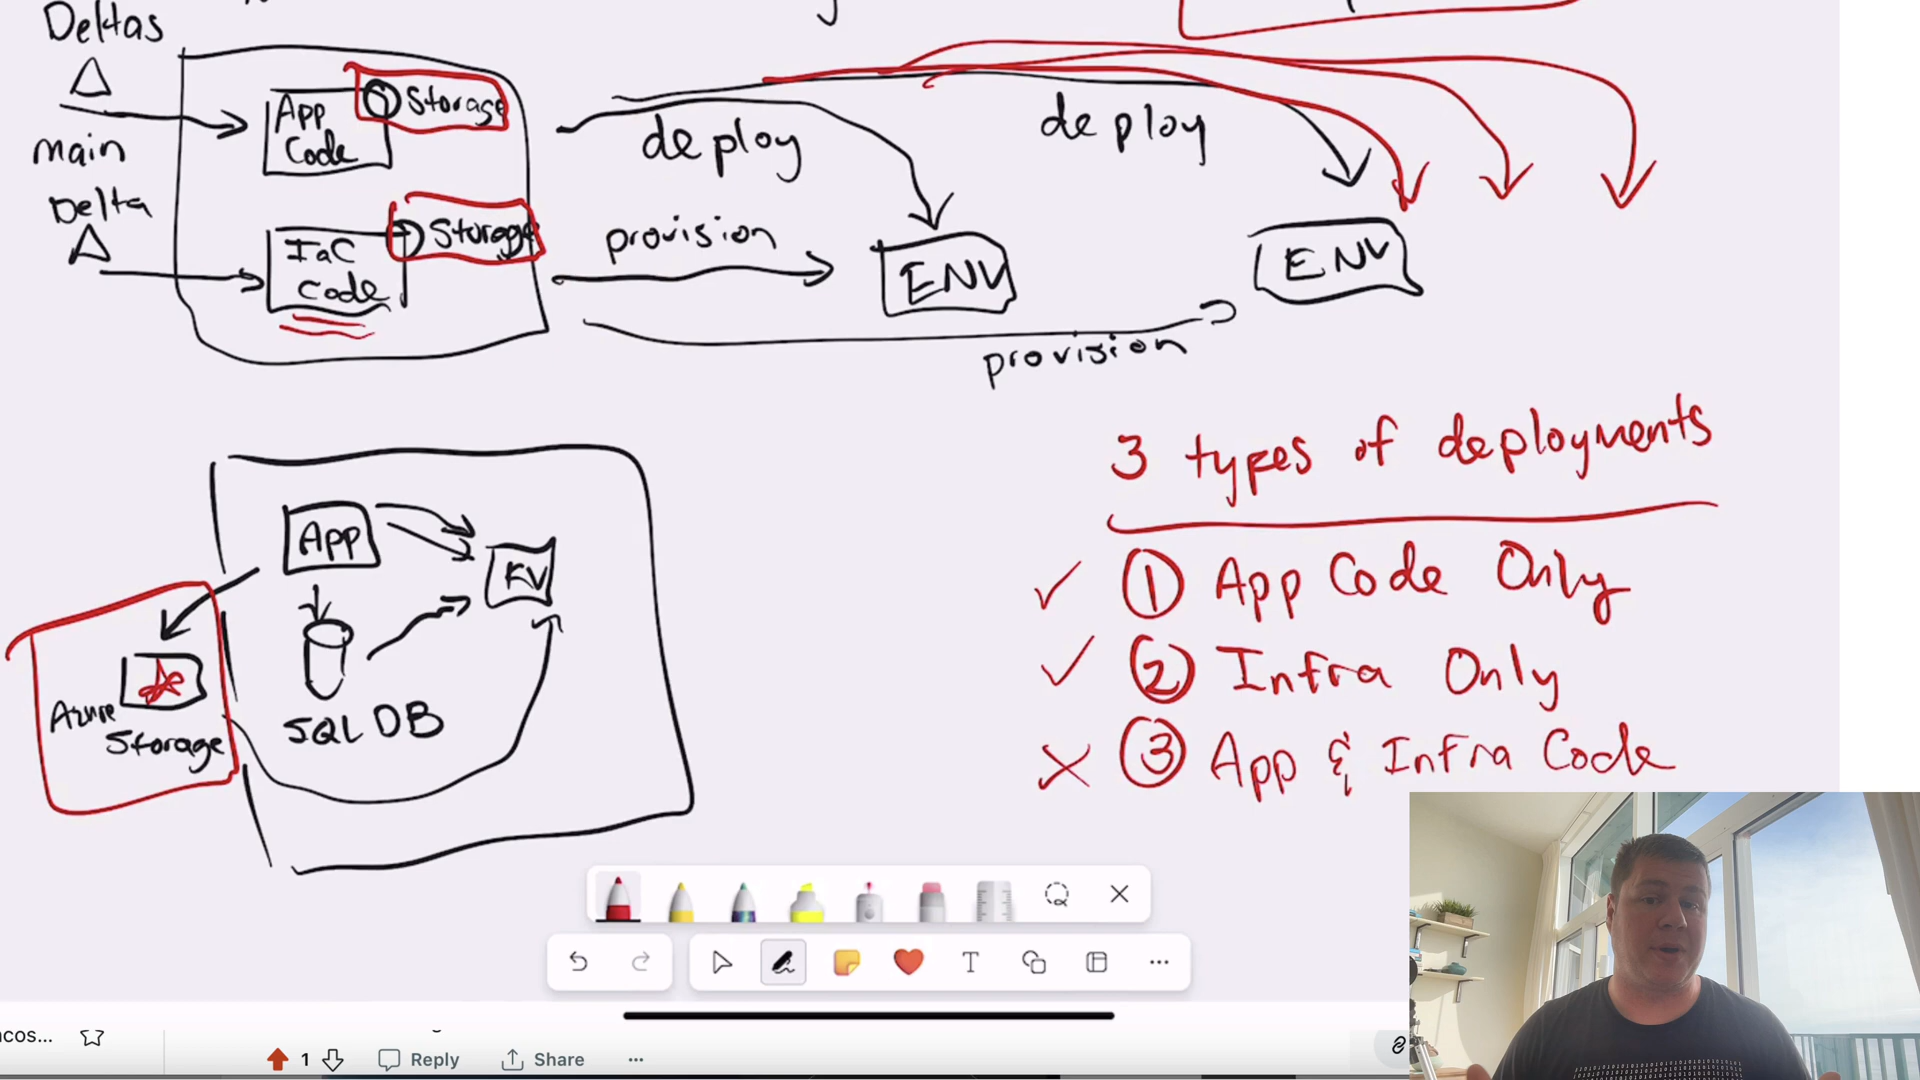 Deltas
App
Code
Storage
main
Delta
IaC
Code
Storage
deploy
deploy
provision
ENV
ENV
provision
3 types of deployments
1 App Code Only
2 Infra Only
3 App & Infra Code
App
KV
SQL DB
Azure
Storage
T
cos...
1
Reply
Share